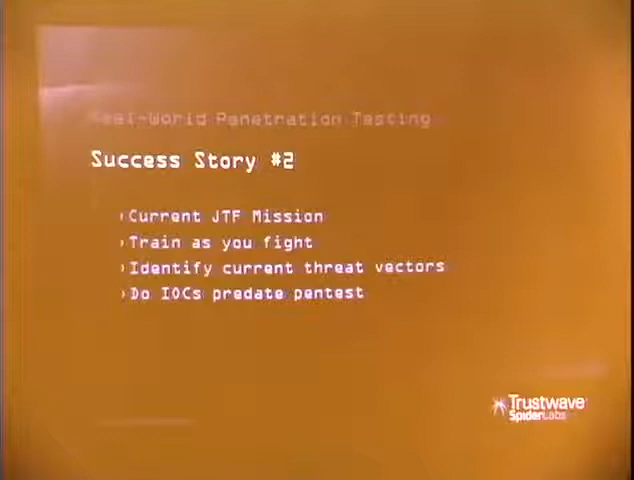 Real-World Penetration Testing
Success Story #2
›Current JTF Mission
›Train as you fight
›Identify current threat vectors
›Do IOCs predate pentest
Trustwave
SpiderLabs